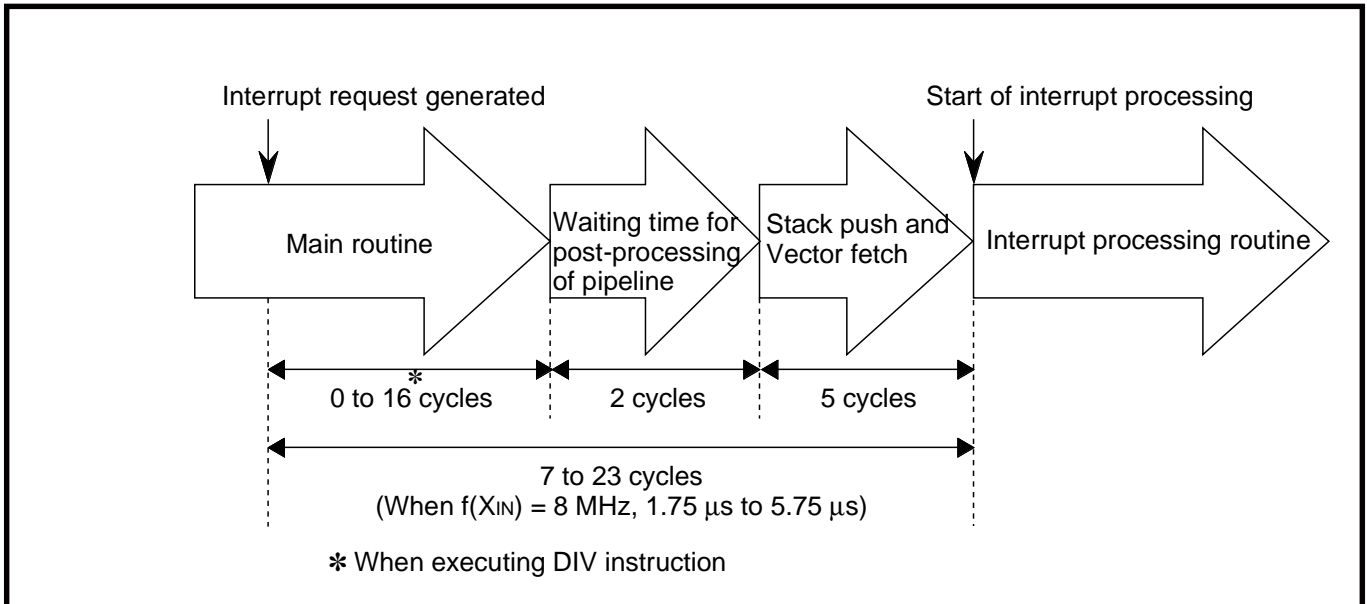 Interrupt request generated
Start of interrupt processing
Main routine
Waiting time for
post-processing
of pipeline
Stack push and
Vector fetch
Interrupt processing routine
0 to 16 cycles
*
2 cycles
5 cycles
7 to 23 cycles
(When f(XIN) = 8 MHz, 1.75 μs to 5.75 μs)
* When executing DIV instruction